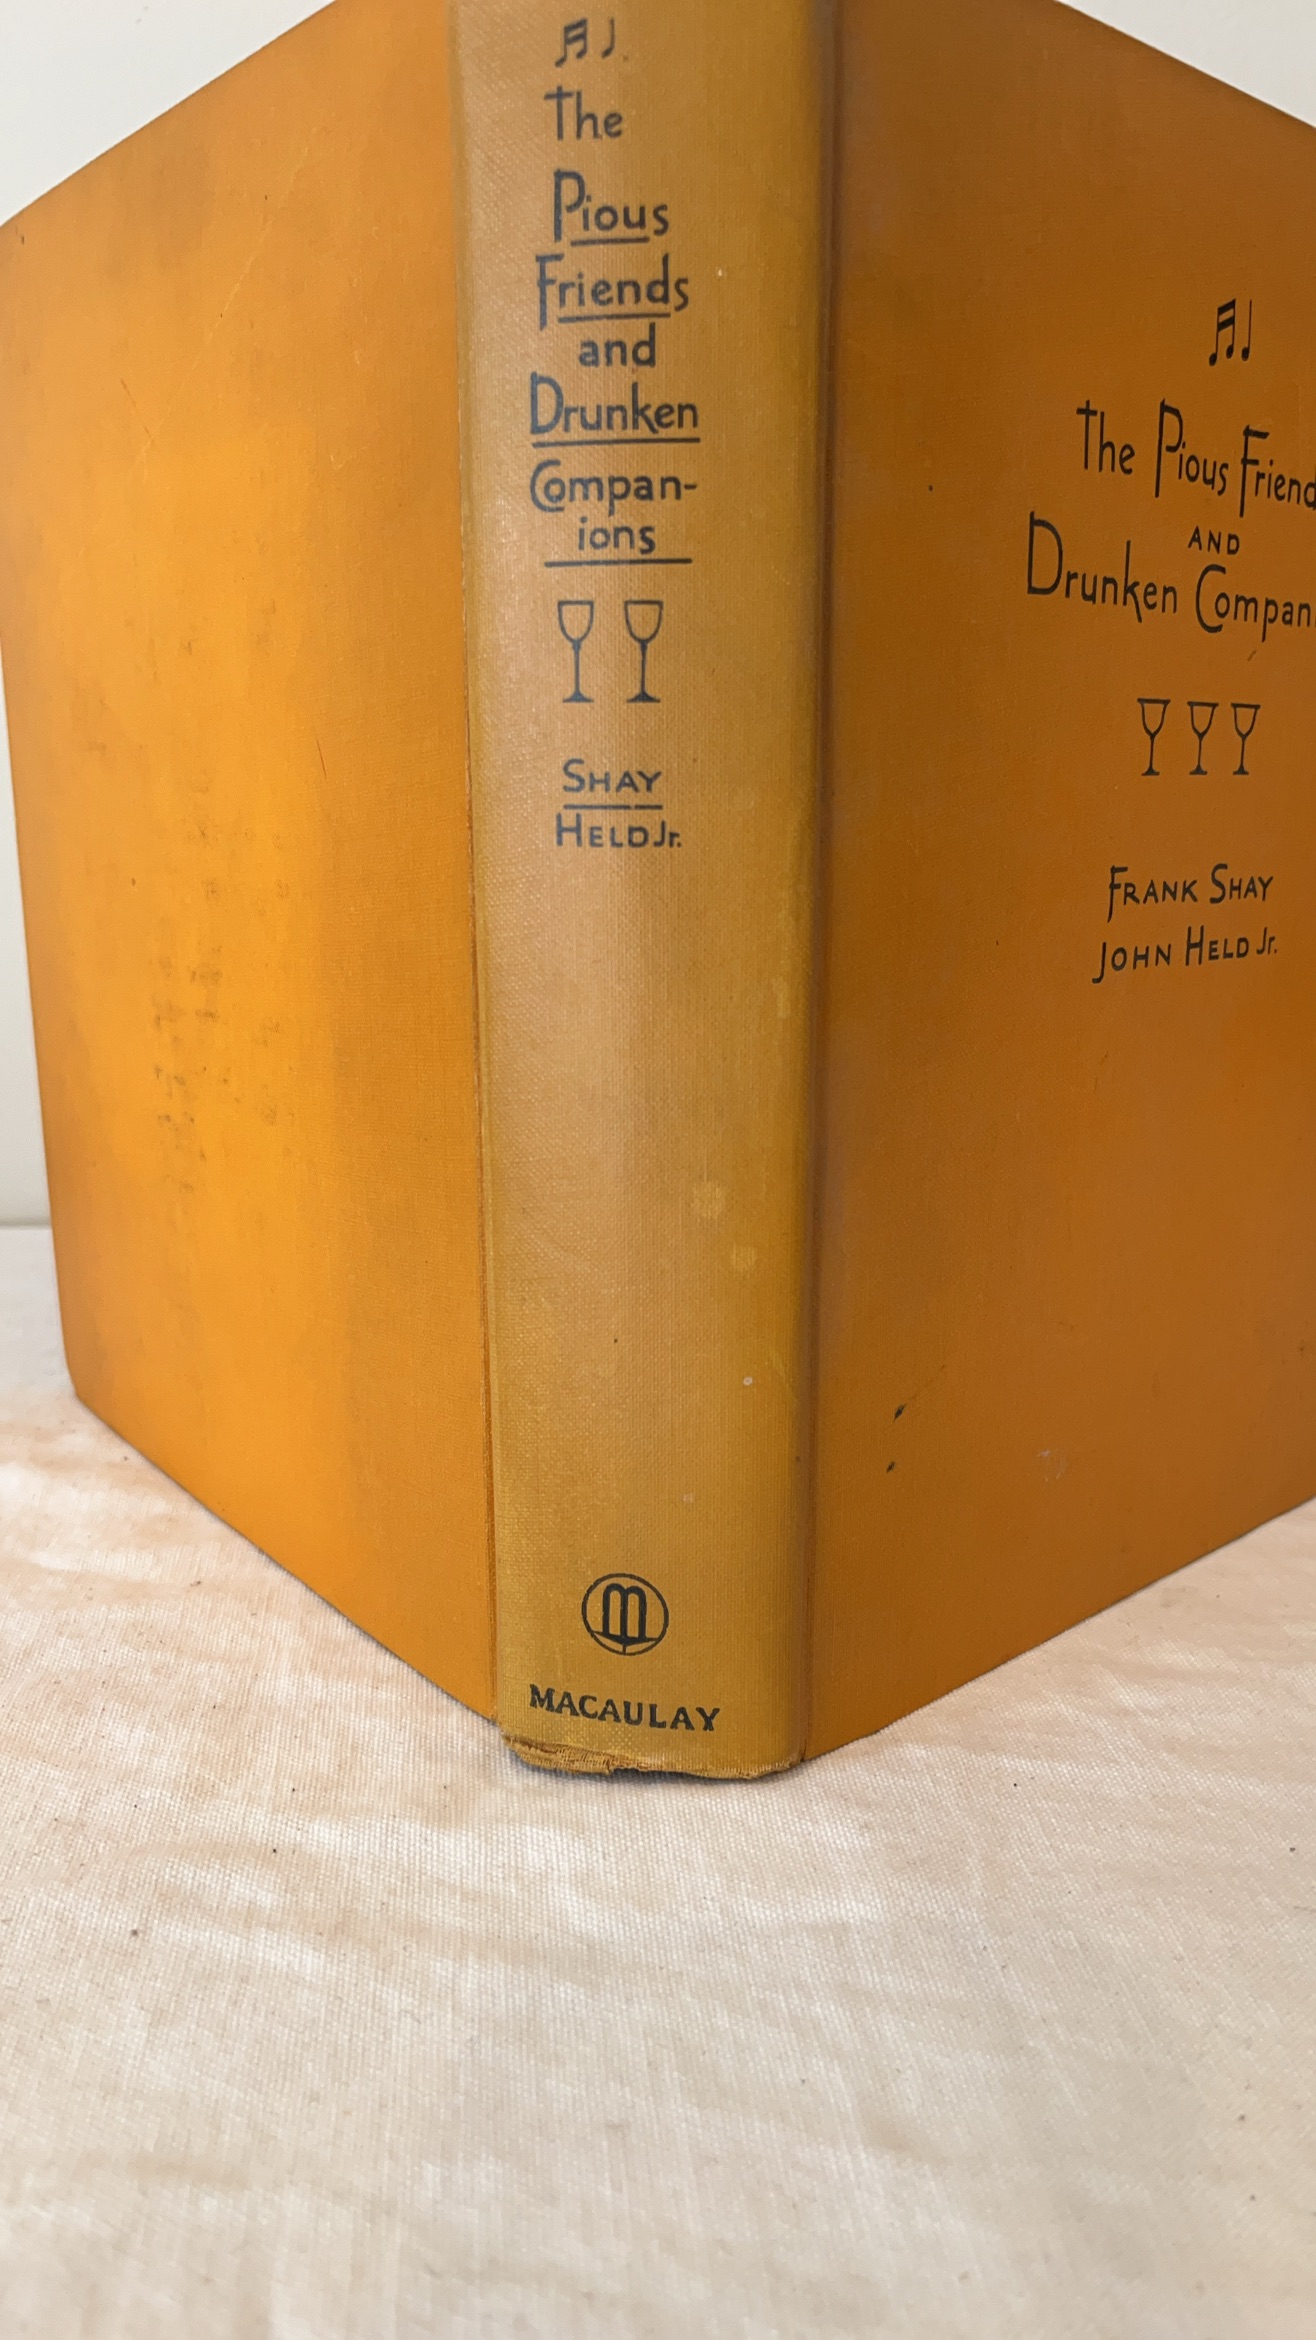 The
Pious
Friends
and
Drunken
Compan-
ions
SHAY
HELD Jr.
M
MACAULAY
The Pious Friend
AND
Drunken Compan
FRANK SHAY
JOHN HELD Jr.